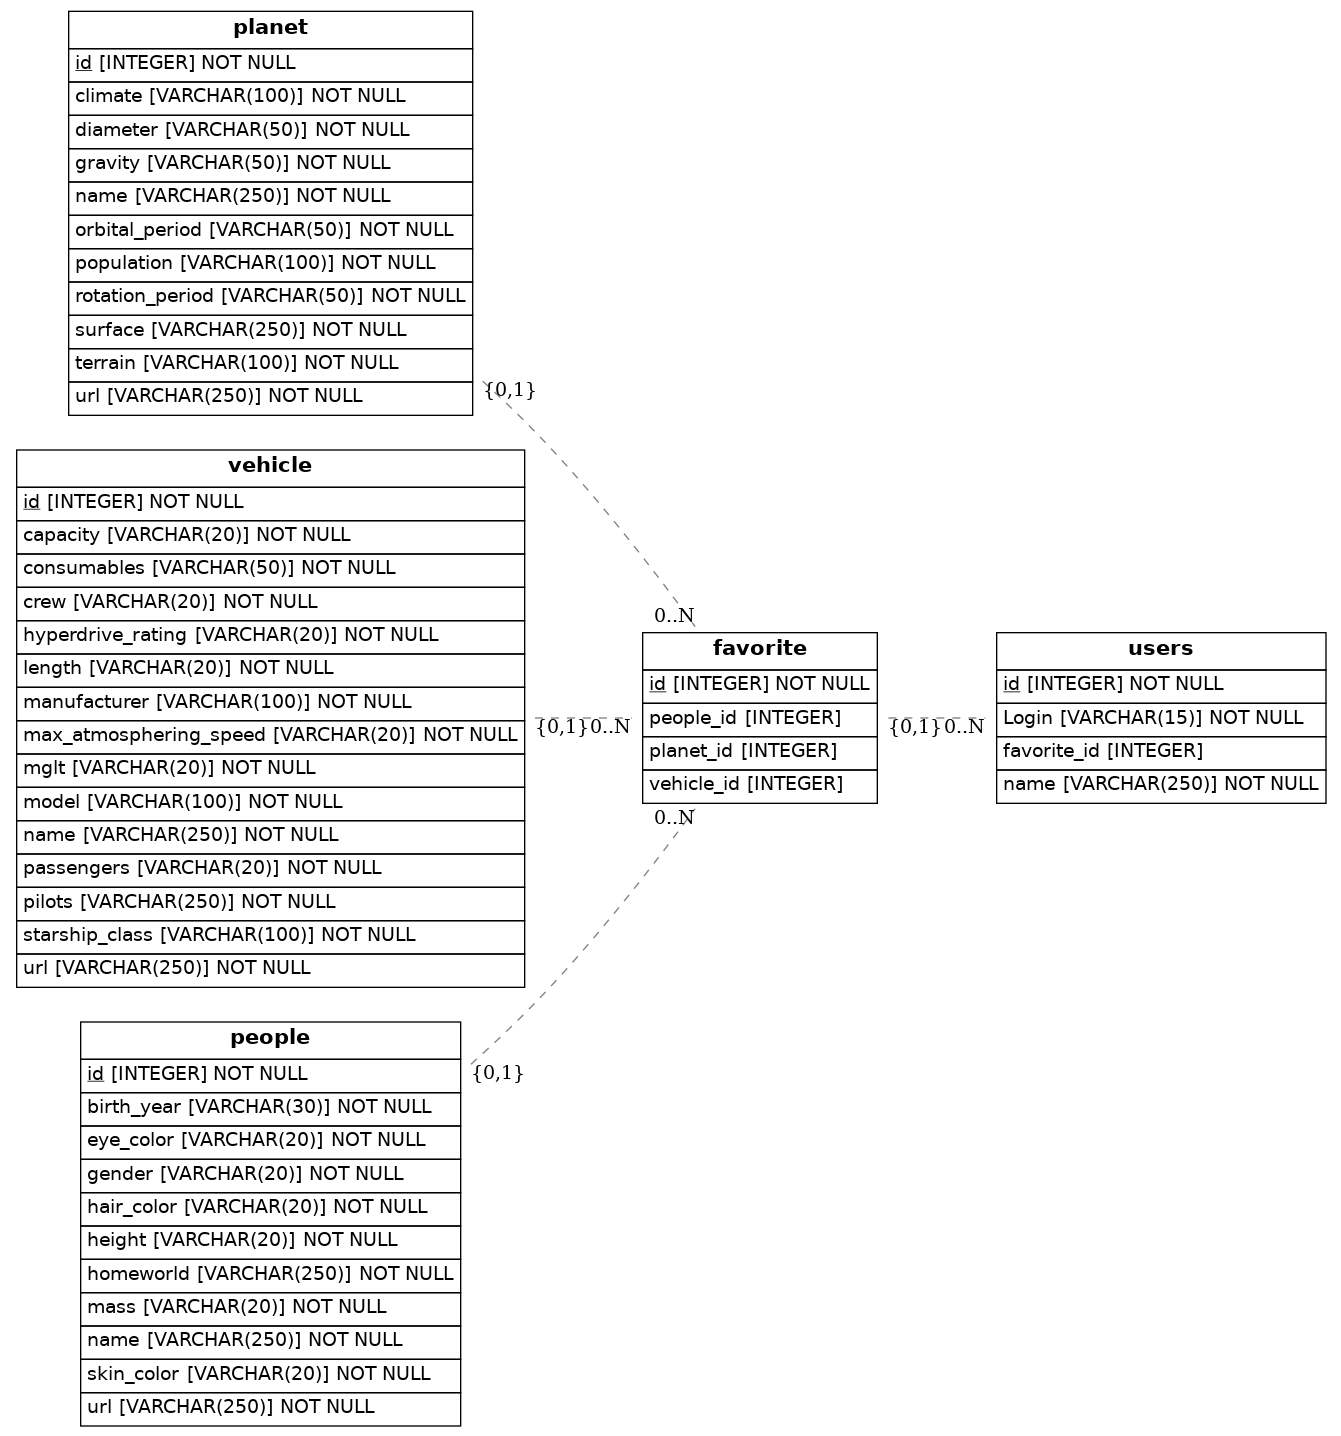 planet
id [INTEGER] NOT NULL
climate [VARCHAR(100)] NOT NULL
diameter [VARCHAR(50)] NOT NULL
gravity [VARCHAR(50)] NOT NULL
name [VARCHAR(250)] NOT NULL
orbital_period [VARCHAR(50)] NOT NULL
population [VARCHAR(100)] NOT NULL
rotation_period [VARCHAR(50)] NOT NULL
surface [VARCHAR(250)] NOT NULL
terrain [VARCHAR(100)] NOT NULL
url [VARCHAR(250)] NOT NULL
{0,1}
0..N
vehicle
id [INTEGER] NOT NULL
capacity [VARCHAR(20)] NOT NULL
consumables [VARCHAR(50)] NOT NULL
crew [VARCHAR(20)] NOT NULL
hyperdrive_rating [VARCHAR(20)] NOT NULL
length [VARCHAR(20)] NOT NULL
manufacturer [VARCHAR(100)] NOT NULL
max_atmosphering_speed [VARCHAR(20)] NOT NULL
mglt [VARCHAR(20)] NOT NULL
model [VARCHAR(100)] NOT NULL
name [VARCHAR(250)] NOT NULL
passengers [VARCHAR(20)] NOT NULL
pilots [VARCHAR(250)] NOT NULL
starship_class [VARCHAR(100)] NOT NULL
url [VARCHAR(250)] NOT NULL
{0,1}
0..N
favorite
id [INTEGER] NOT NULL
people_id [INTEGER]
planet_id [INTEGER]
vehicle_id [INTEGER]
{0,1}
0..N
users
id [INTEGER] NOT NULL
Login [VARCHAR(15)] NOT NULL
favorite_id [INTEGER]
name [VARCHAR(250)] NOT NULL
0..N
{0,1}
people
id [INTEGER] NOT NULL
birth_year [VARCHAR(30)] NOT NULL
eye_color [VARCHAR(20)] NOT NULL
gender [VARCHAR(20)] NOT NULL
hair_color [VARCHAR(20)] NOT NULL
height [VARCHAR(20)] NOT NULL
homeworld [VARCHAR(250)] NOT NULL
mass [VARCHAR(20)] NOT NULL
name [VARCHAR(250)] NOT NULL
skin_color [VARCHAR(20)] NOT NULL
url [VARCHAR(250)] NOT NULL